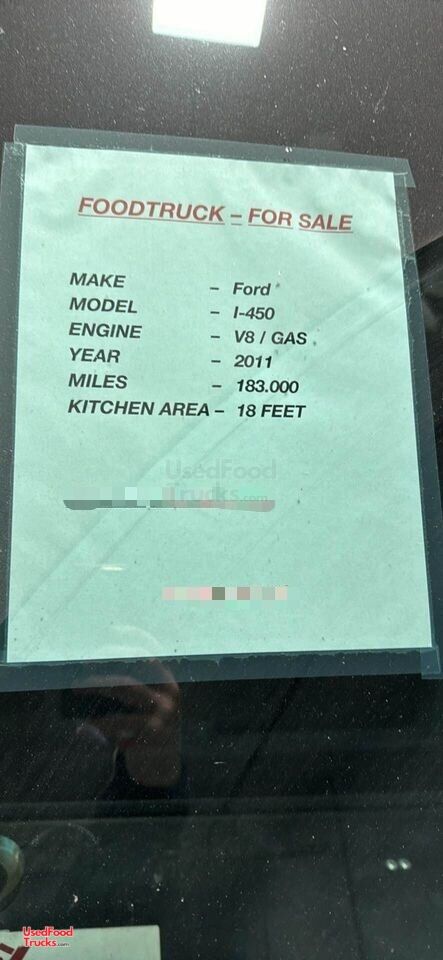 FOODTRUCK – FOR SALE
MAKE – Ford
MODEL – I-450
ENGINE – V8 / GAS
YEAR – 2011
MILES – 183.000
KITCHEN AREA – 18 FEET
UsedFood
Trucks.com
UsedFood
Trucks.com